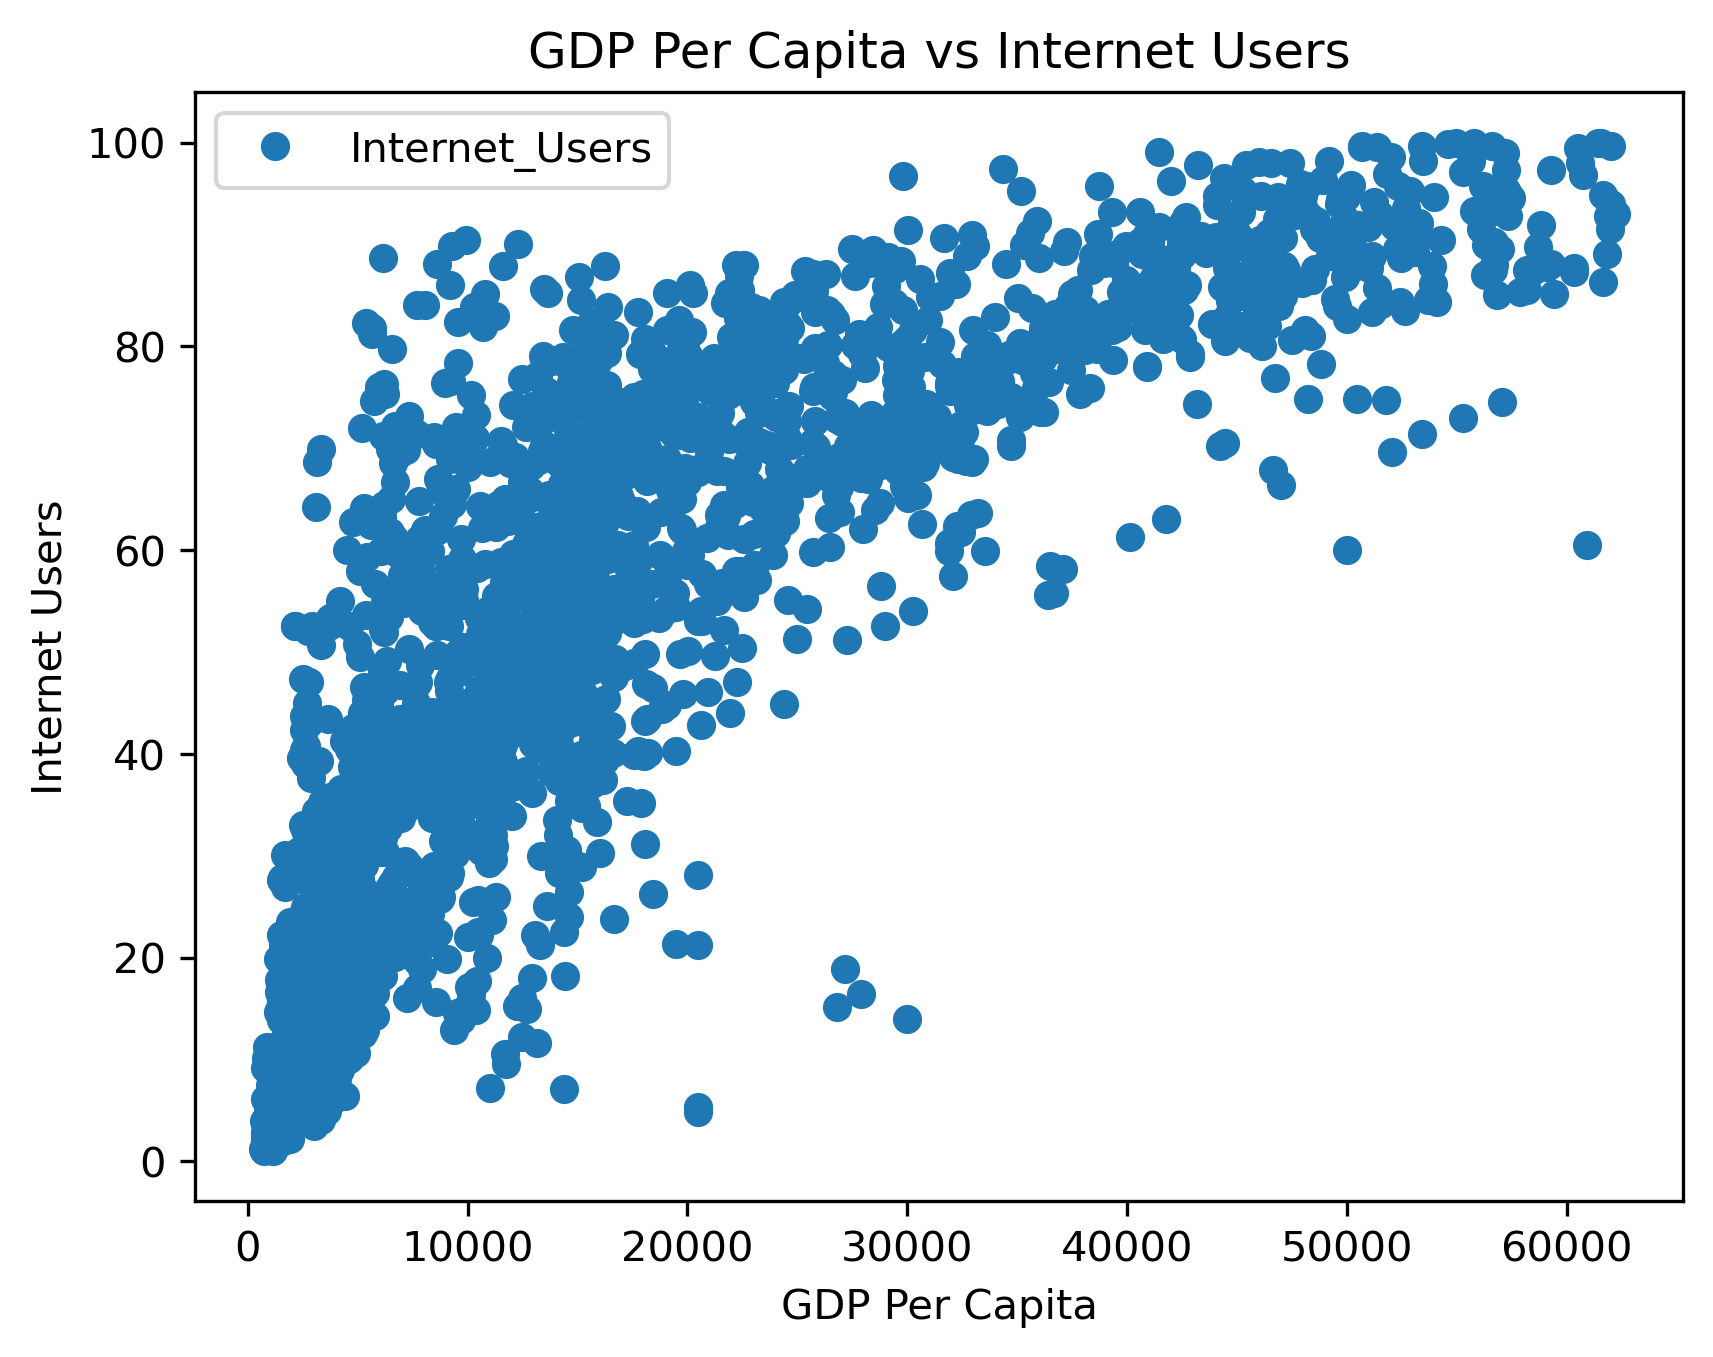 GDP Per Capita vs Internet Users
Internet_Users
100
80
60
40
20
0
Internet Users
0 10000 20000 30000 40000 50000 60000
GDP Per Capita